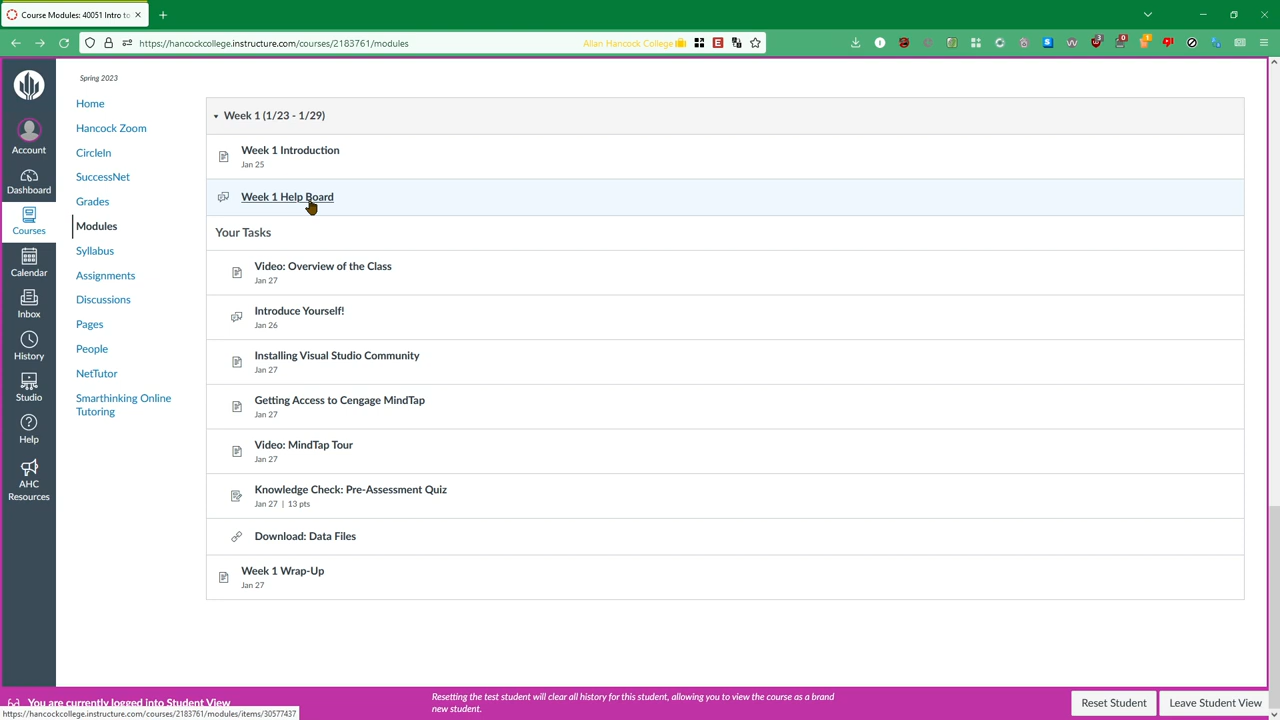 Course Modules: 40051 Intro to
https://hancockcollege.instructure.com/courses/2183761/modules
Allan Hancock College
Spring 2023
Account
Dashboard
Courses
Calendar
Inbox
History
Studio
Help
AHC
Resources
Home
Hancock Zoom
CircleIn
SuccessNet
Grades
Modules
Syllabus
Assignments
Discussions
Pages
People
NetTutor
Smarthinking Online
Tutoring
Week 1 (1/23 - 1/29)
Week 1 Introduction
Jan 25
Week 1 Help Board
Your Tasks
Video: Overview of the Class
Jan 27
Introduce Yourself!
Jan 26
Installing Visual Studio Community
Jan 27
Getting Access to Cengage MindTap
Jan 27
Video: MindTap Tour
Jan 27
Knowledge Check: Pre-Assessment Quiz
Jan 27 | 13 pts
Download: Data Files
Week 1 Wrap-Up
Jan 27
You are currently logged into Student View
Resetting the test student will clear all history for this student, allowing you to view the course as a brand
new student.
Reset Student
Leave Student View
https://hancockcollege.instructure.com/courses/2183761/modules/items/30577437